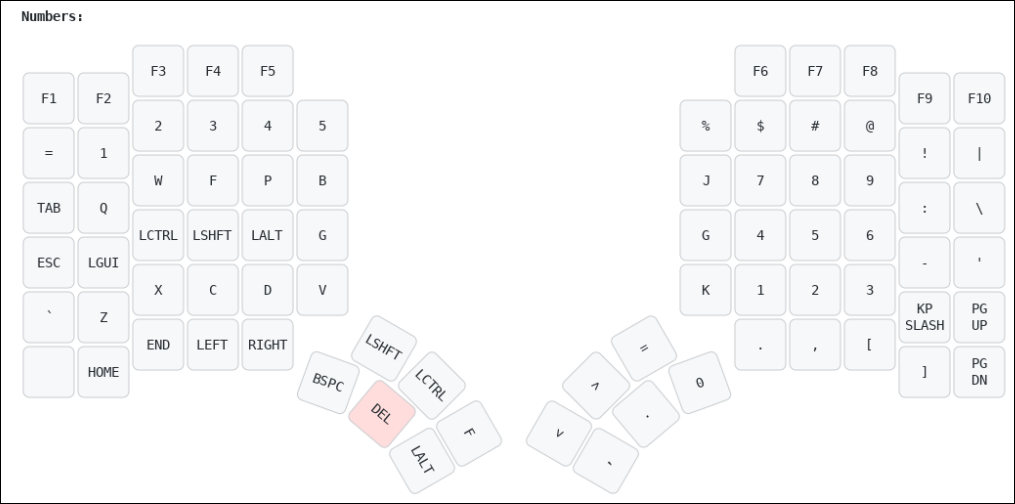 Numbers:
F3 F4 F5 F6 F7 F8
F1 F2 F9 F10
2 3 4 5 % $ # @
= 1 ! |
W F P B J 7 8 9
TAB Q : \
LCTRL LSHFT LALT G G 4 5 6
ESC LGUI - '
X C D V K 1 2 3
` Z KP SLASH PG UP
END LEFT RIGHT . , [
HOME ] PG DN
LSHFT =
BSPC LCTRL ^ 0
DEL .
F v
LALT